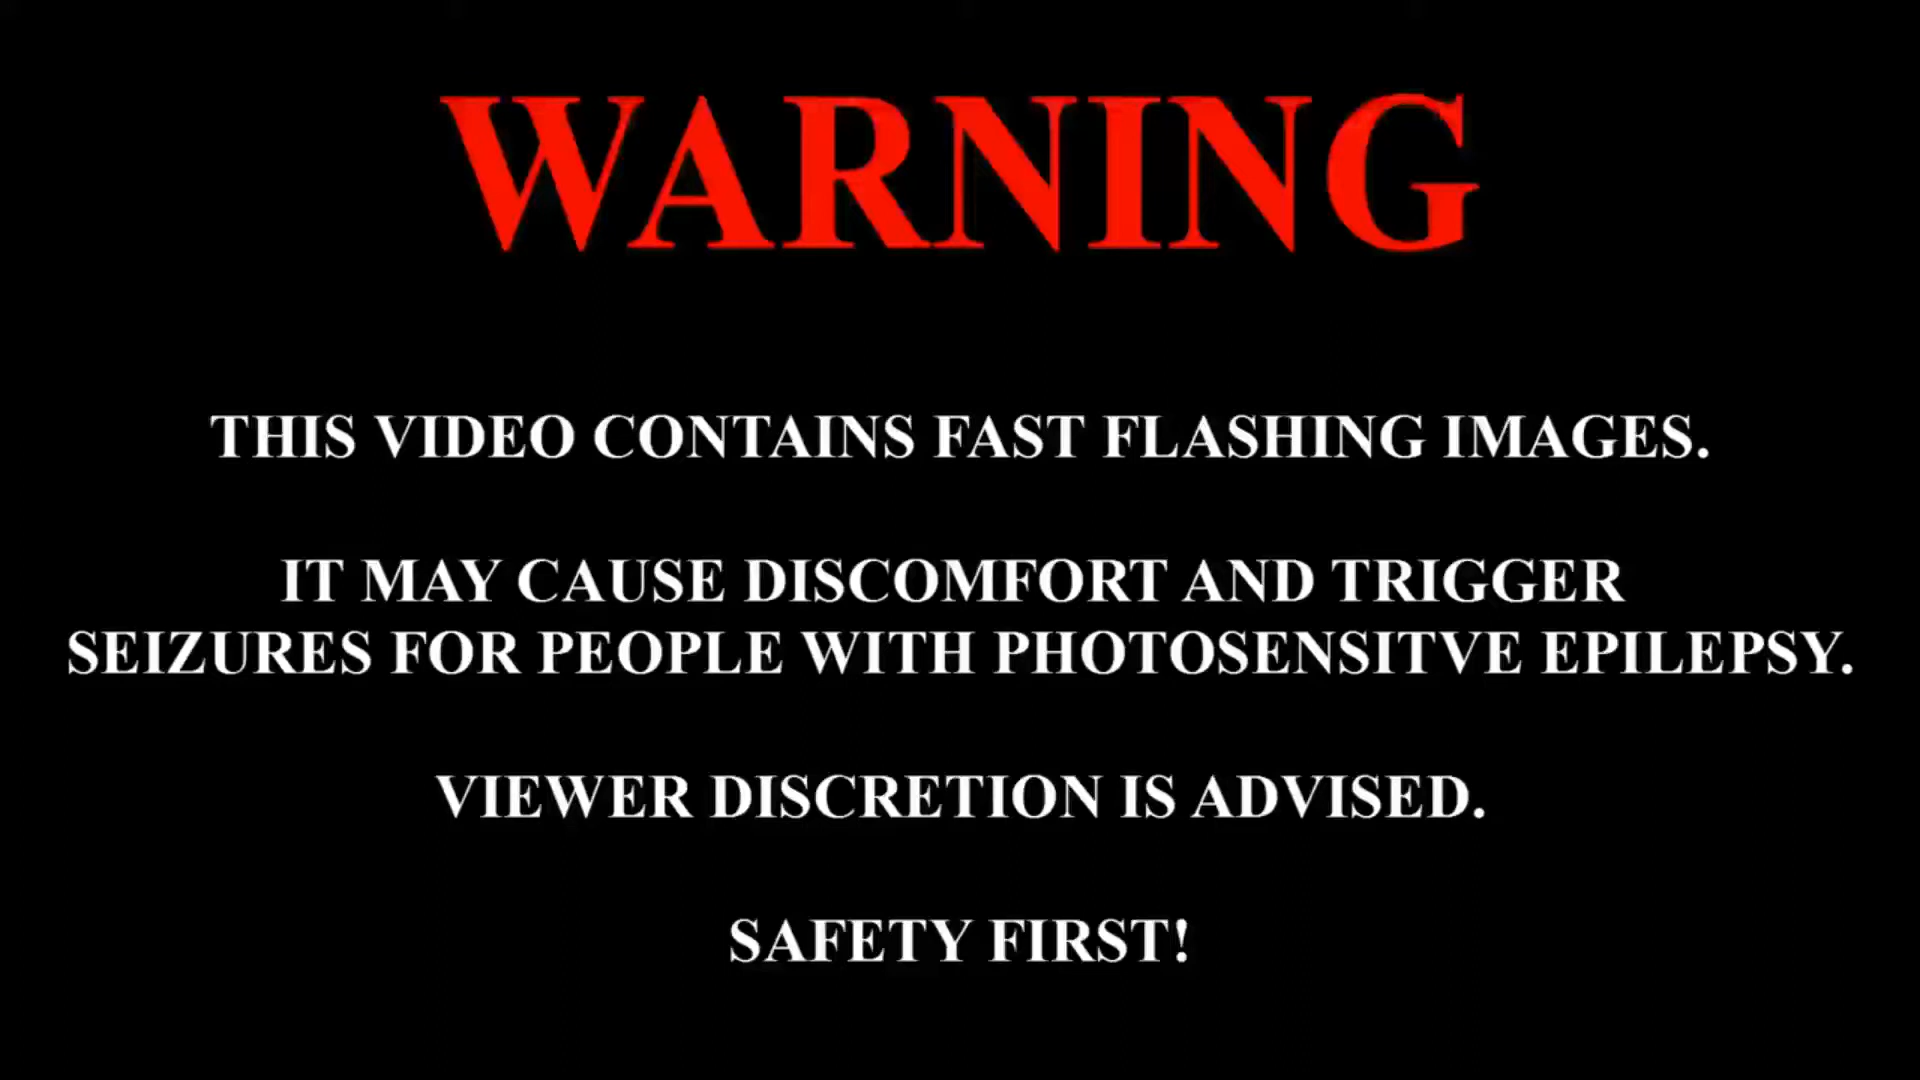 WARNING
THIS VIDEO CONTAINS FAST FLASHING IMAGES.
IT MAY CAUSE DISCOMFORT AND TRIGGER
SEIZURES FOR PEOPLE WITH PHOTOSENSITVE EPILEPSY.
VIEWER DISCRETION IS ADVISED.
SAFETY FIRST!